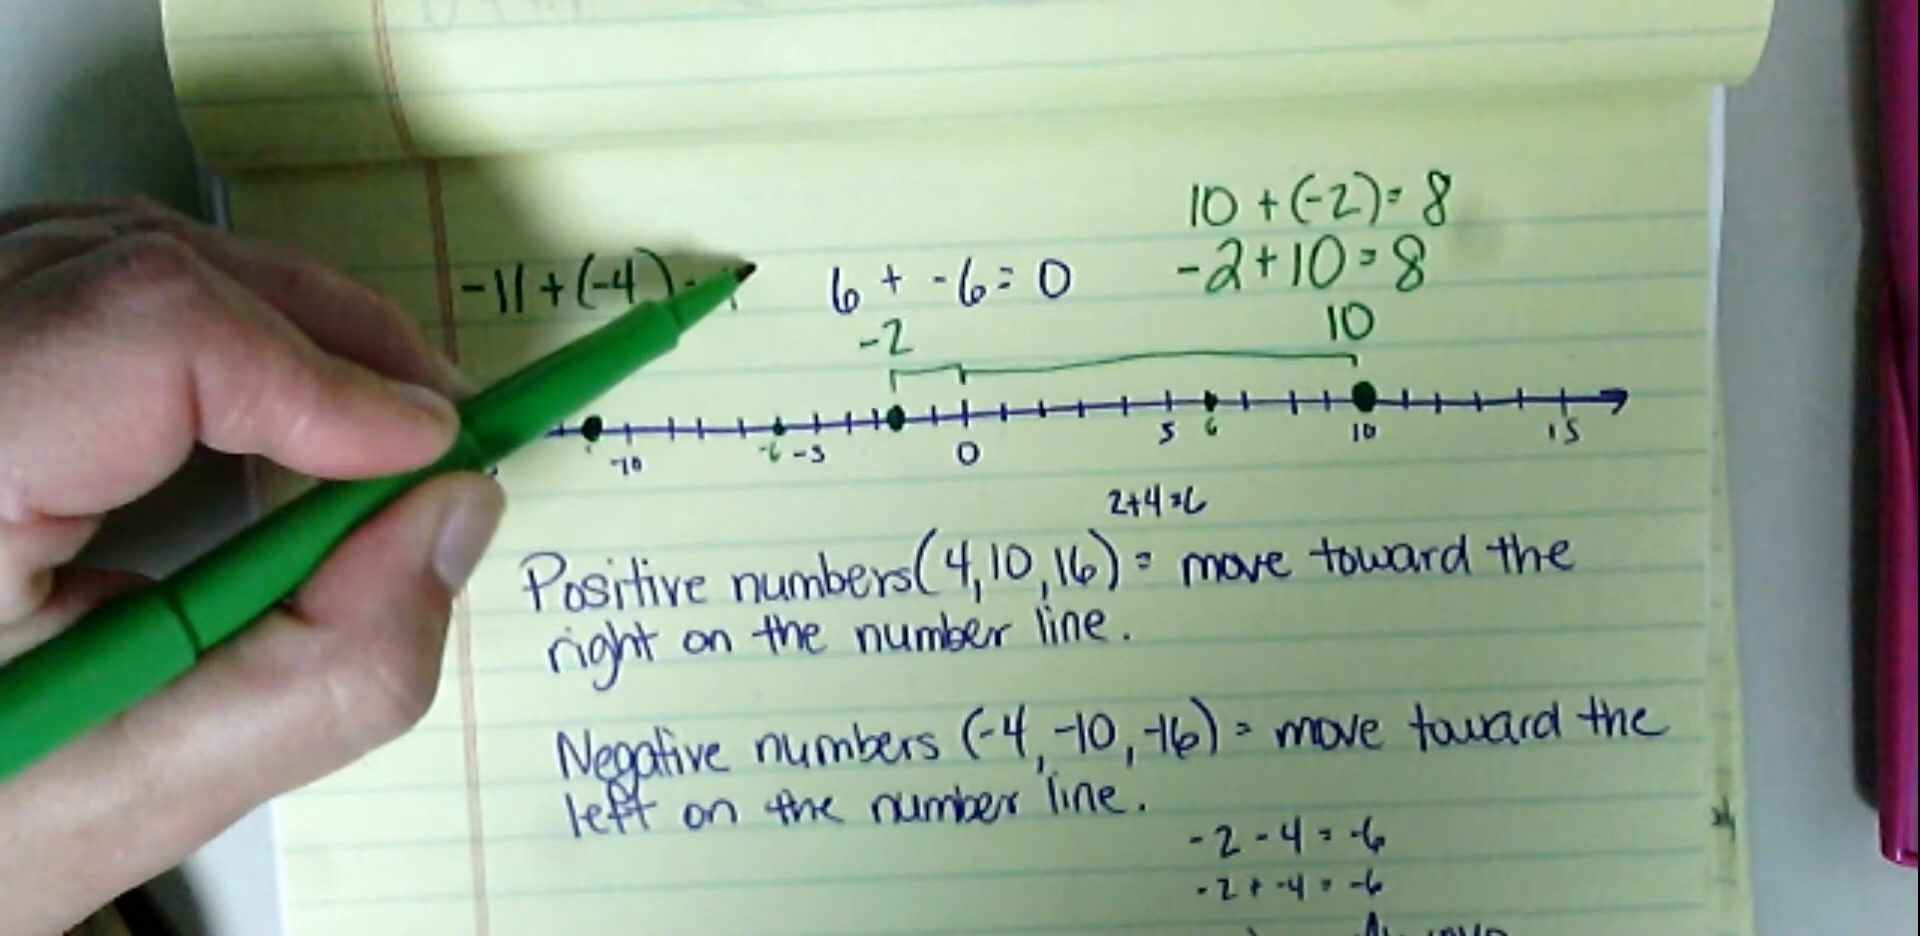 10 + (-2) = 8
-11 + (-4) =
6 + -6 = 0
-2 + 10 = 8
-2
10
-10 -6 -5 0 5 6 10 15
2+4=6
Positive numbers (4, 10, 16) = move toward the
right on the number line.
Negative numbers (-4, -10, -16) = move toward the
left on the number line.
-2 - 4 = -6
-2 + -4 = -6